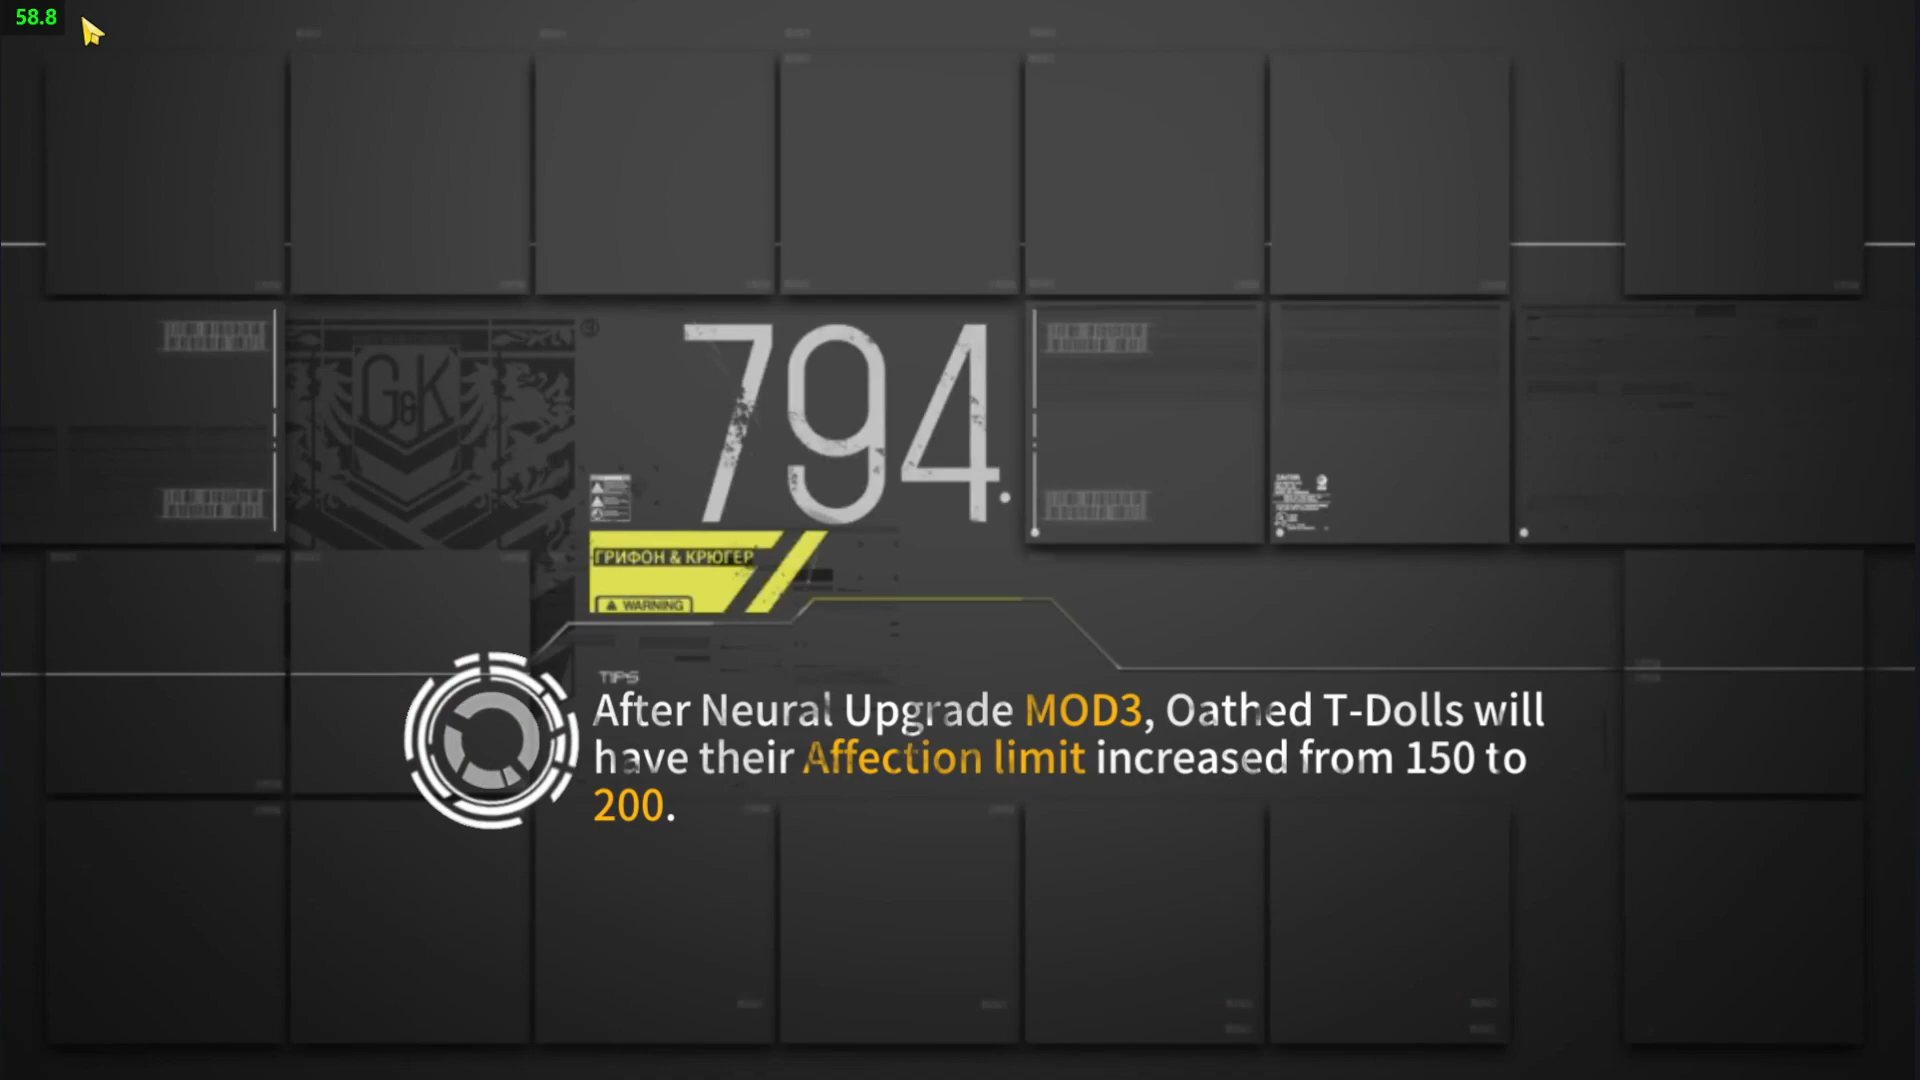 58.8
G&K
794.
ГРИФОН & КРЮГЕР
WARNING
TIPS
After Neural Upgrade MOD3, Oathed T-Dolls will
have their Affection limit increased from 150 to
200.